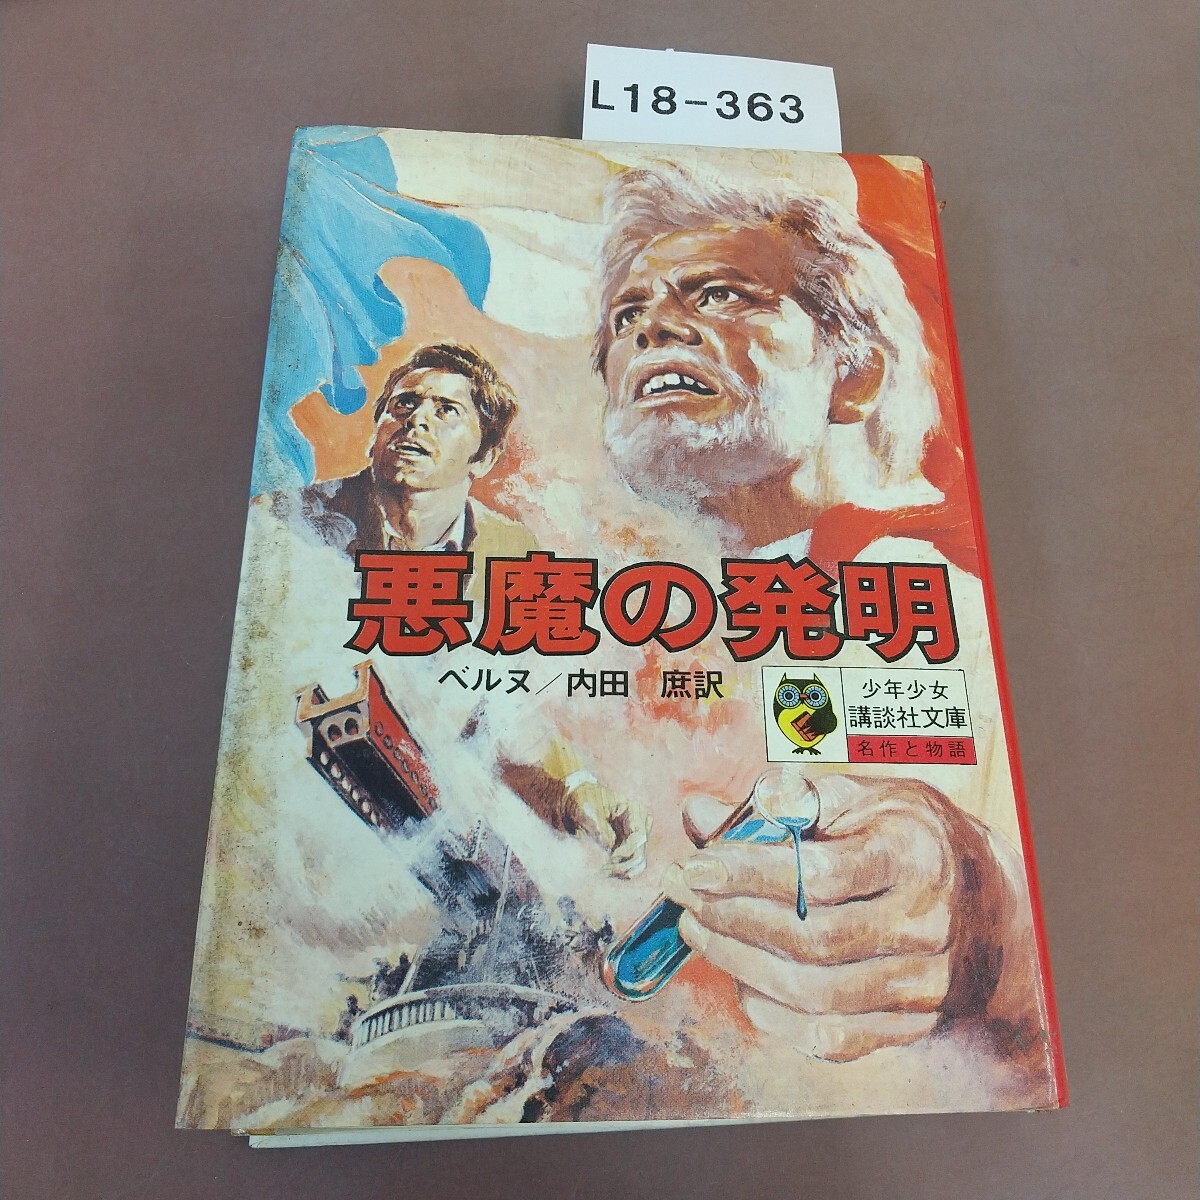 L18-363
悪魔の発明
ベルヌ/内田 庶訳
少年少女
講談社文庫
名作と物語